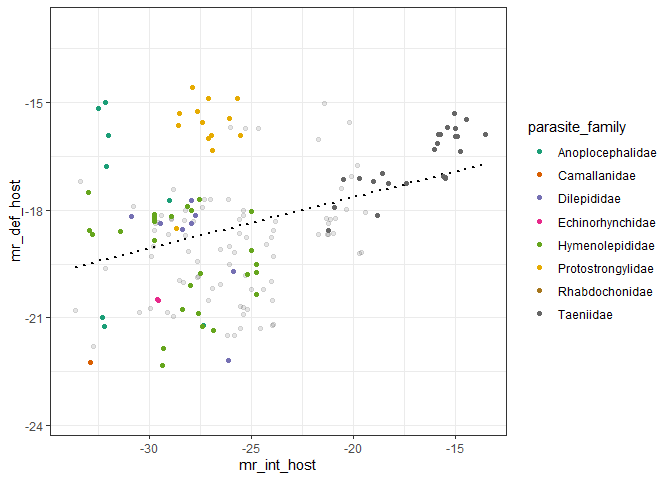 -15
-18
-21
-24
mr_def_host
-30
-25
-20
-15
mr_int_host
parasite_family
Anoplocephalidae
Camallanidae
Dilepididae
Echinorhynchidae
Hymenolepididae
Protostrongylidae
Rhabdochonidae
Taeniidae